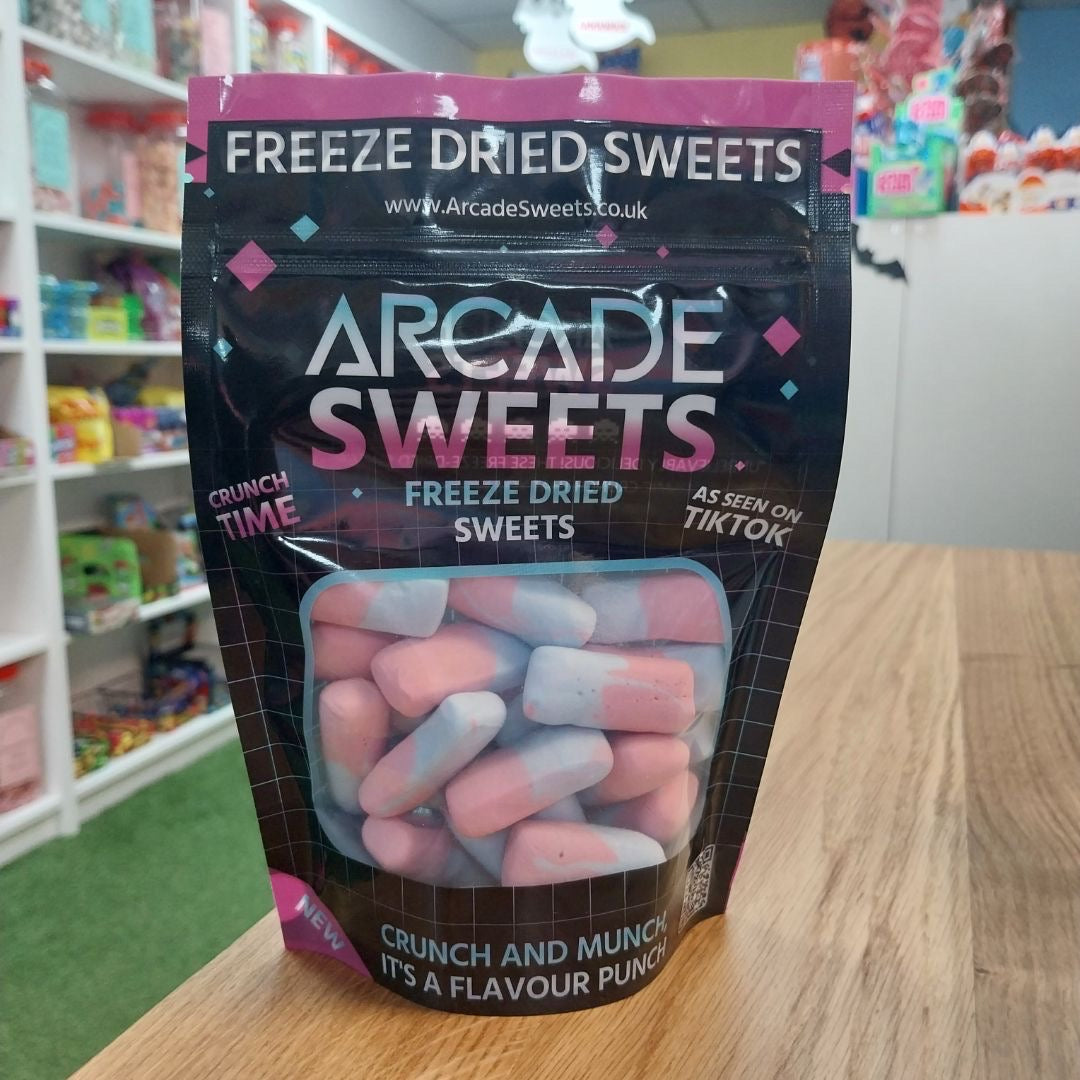 FREEZE DRIED SWEETS
www.ArcadeSweets.co.uk
ARCADE
SWEETS
FREEZE DRIED
SWEETS
CRUNCH
TIME
AS SEEN ON
TIKTOK
NEW
CRUNCH AND MUNCH,
IT'S A FLAVOUR PUNCH